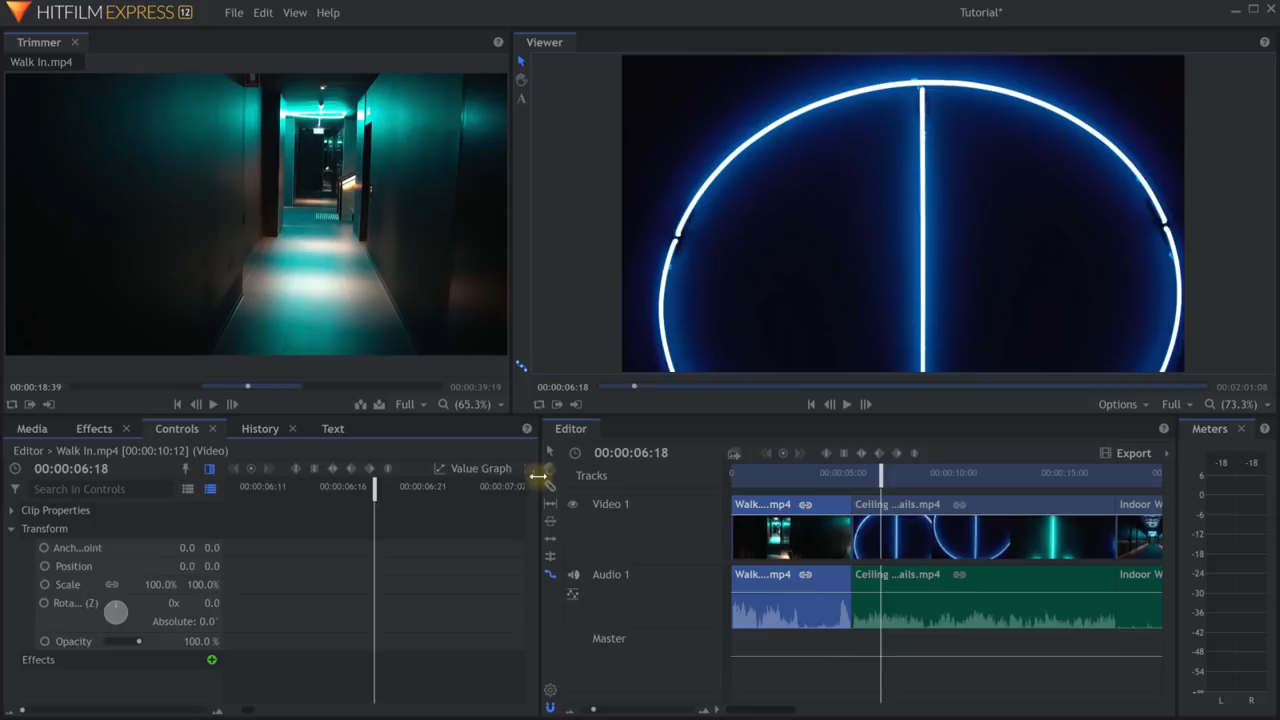 HITFILM EXPRESS 12
File Edit View Help
Tutorial*
Trimmer
Viewer
Walk In.mp4
A
00:00:18:39
00:00:39:19
00:00:06:18
00:02:01:08
Full
(65.3%)
Options
Full
(73.3%)
Media
Effects
Controls
History
Text
Editor
Meters
Editor > Walk In.mp4 [00:00:10:12] (Video)
00:00:06:18
Value Graph
00:00:06:18
Export
-18 -18
Search in Controls
00:00:06:11
00:00:06:16
00:00:06:21
00:00:07:02
Tracks
0
00:00:05:00
00:00:10:00
00:00:15:00
00
Clip Properties
Transform
Anch...oint 0.0 0.0
Position 0.0 0.0
Scale 100.0% 100.0%
Rota... (Z) 0x 0.0
Absolute: 0.0°
Opacity 100.0 %
Effects
Video 1
Walk....mp4
Ceiling ...ails.mp4
Indoor W
Audio 1
Walk....mp4
Ceiling ...ails.mp4
Indoor W
Master
6
0
-6
-12
-18
-24
-30
-36
-42
-48
-54
-∞
L R